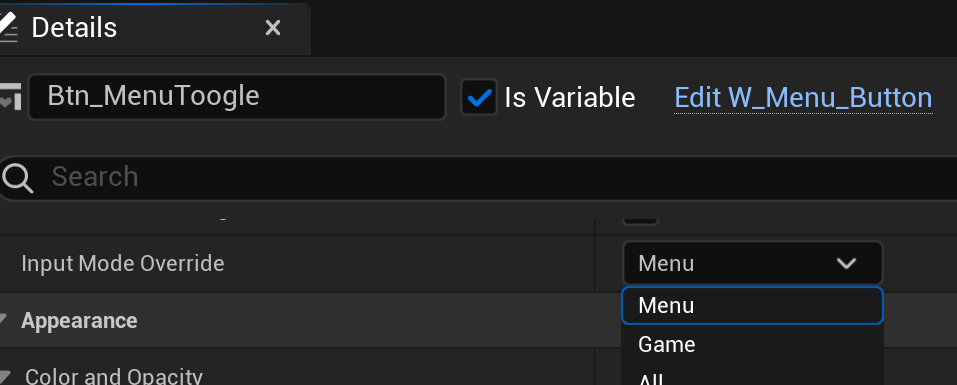 Details
Btn_MenuToogle
Is Variable
Edit W_Menu_Button
Search
Input Mode Override
Menu
Menu
Appearance
Game
Color and Opacity
All